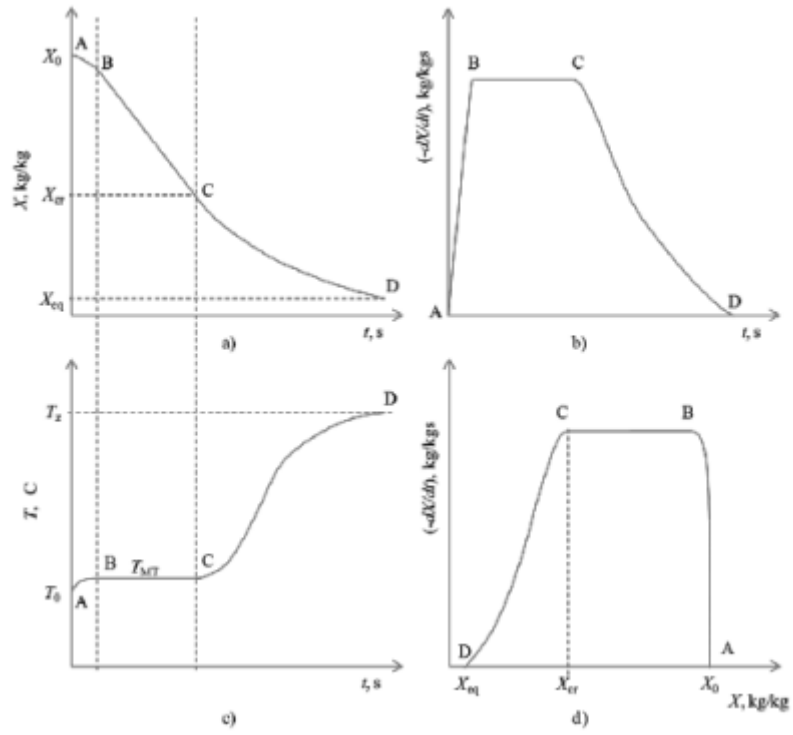 X, kg/kg
X₀
A
B
X_cr
C
X_eq
D
t, s
a)
(-dX/dt), kg/kgs
B
C
A
D
t, s
b)
T, C
T_z
D
T₀
A
B
T_MT
C
t, s
c)
(-dX/dt), kg/kgs
C
B
D
A
X_eq
X_cr
X₀
X, kg/kg
d)